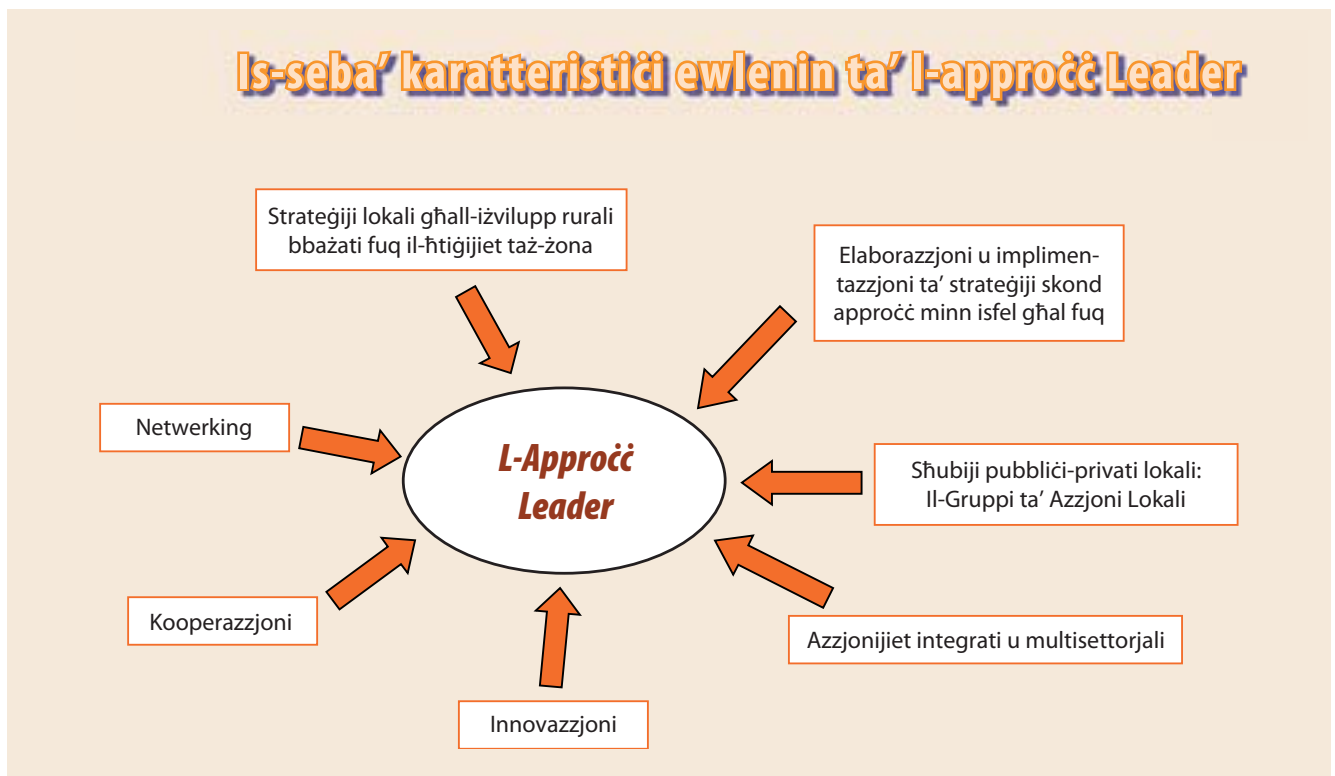 Is-seba’ karatteristiċi ewlenin ta’ l-approċċ Leader
Strateġiji lokali għall-iżvilupp rurali
bbażati fuq il-ħtiġijiet taż-żona
Elaborazzjoni u implimen-
tazzjoni ta’ strateġiji skond
approċċ minn isfel għal fuq
Netwerking
L-Approċċ
Leader
Sħubiji pubbliċi-privati lokali:
Il-Gruppi ta’ Azzjoni Lokali
Kooperazzjoni
Azzjonijiet integrati u multisettorjali
Innovazzjoni